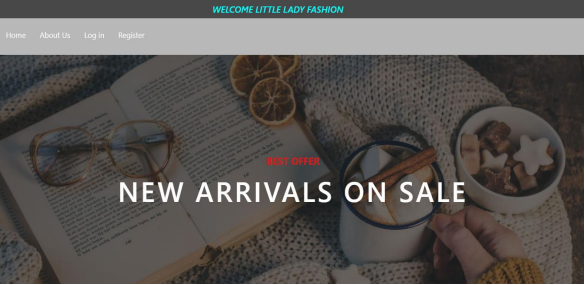 WELCOME LITTLE LADY FASHION
Home About Us Log in Register
BEST OFFER
NEW ARRIVALS ON SALE